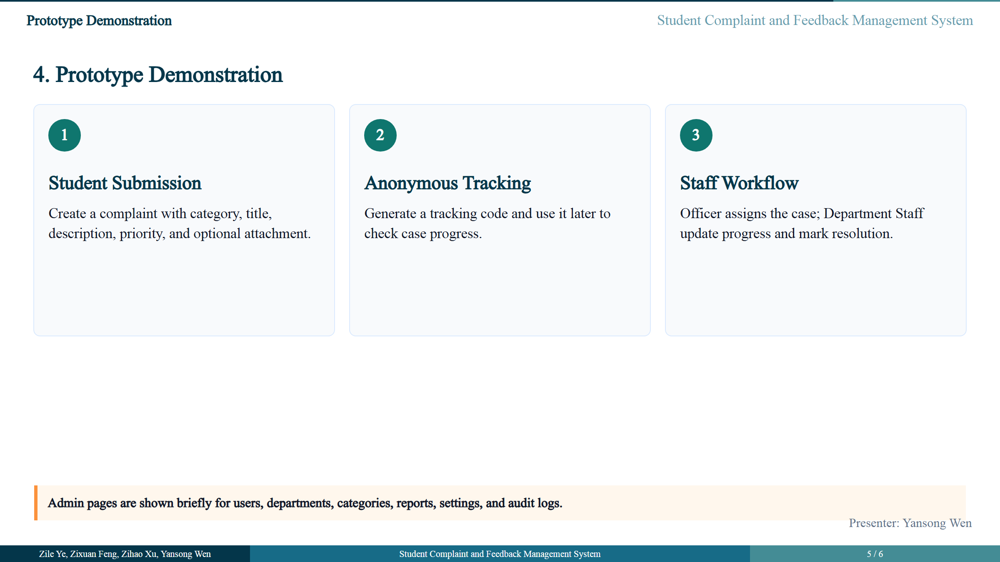 Prototype Demonstration
Student Complaint and Feedback Management System
4. Prototype Demonstration
1
Student Submission
Create a complaint with category, title,
description, priority, and optional attachment.
2
Anonymous Tracking
Generate a tracking code and use it later to
check case progress.
3
Staff Workflow
Officer assigns the case; Department Staff
update progress and mark resolution.
Admin pages are shown briefly for users, departments, categories, reports, settings, and audit logs.
Presenter: Yansong Wen
Zile Ye, Zixuan Feng, Zihao Xu, Yansong Wen
Student Complaint and Feedback Management System
5 / 6